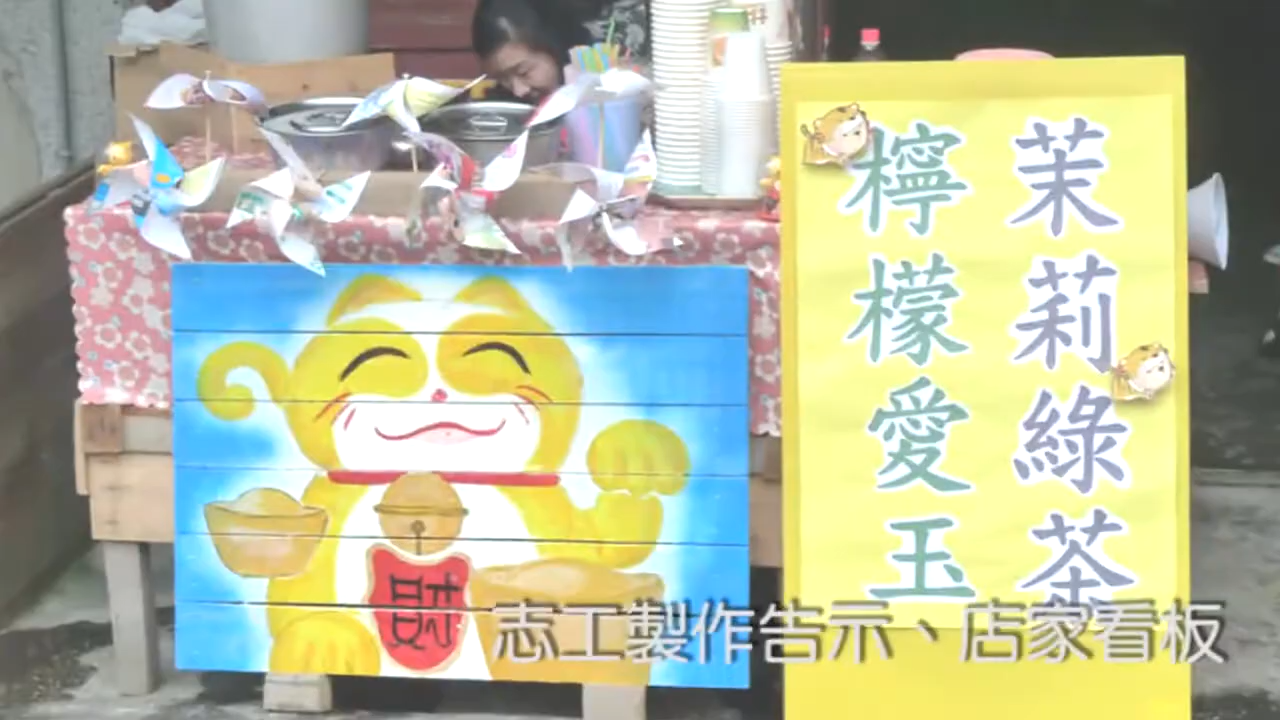 茉莉綠茶
檸檬愛玉
財
志工製作告示、店家看板